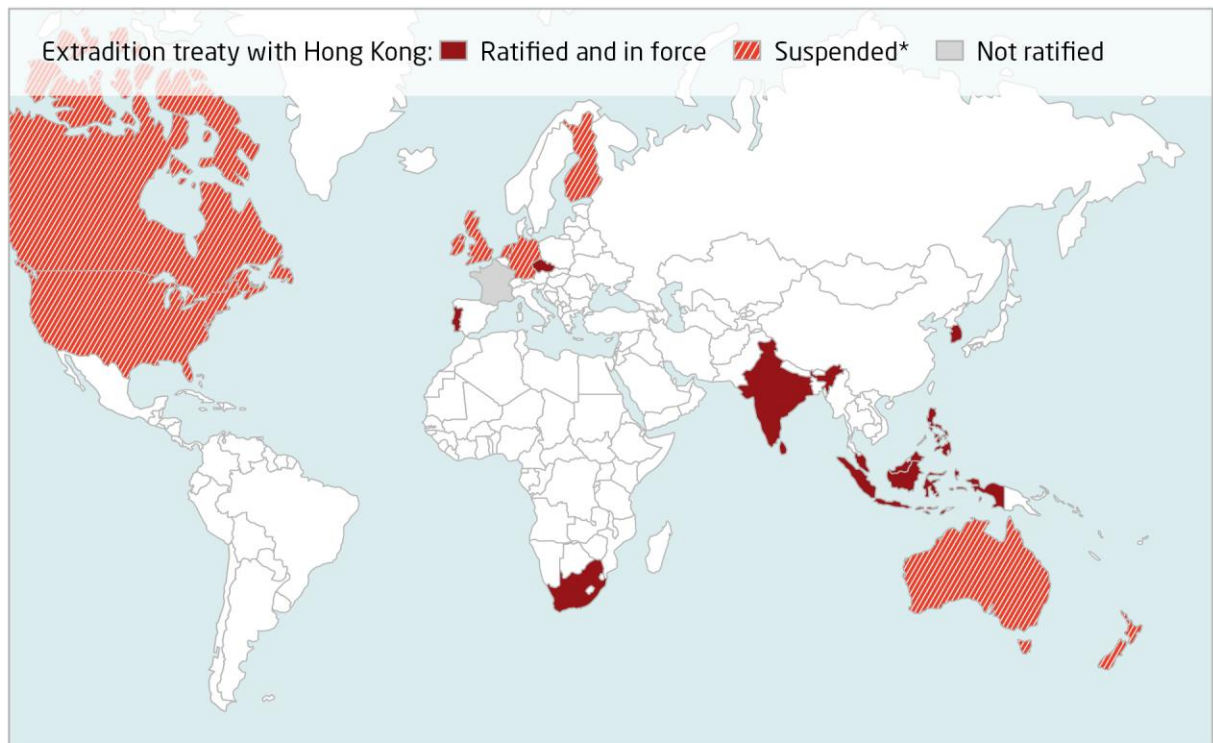 Extradition treaty with Hong Kong: Ratified and in force Suspended* Not ratified